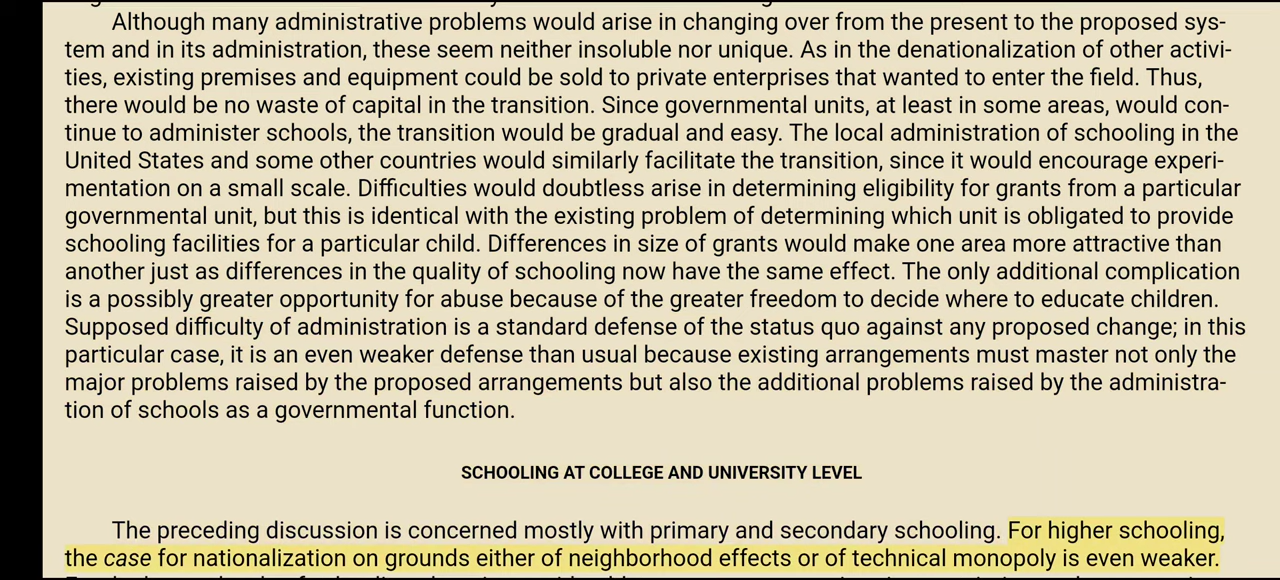 Although many administrative problems would arise in changing over from the present to the proposed sys-
tem and in its administration, these seem neither insoluble nor unique. As in the denationalization of other activi-
ties, existing premises and equipment could be sold to private enterprises that wanted to enter the field. Thus,
there would be no waste of capital in the transition. Since governmental units, at least in some areas, would con-
tinue to administer schools, the transition would be gradual and easy. The local administration of schooling in the
United States and some other countries would similarly facilitate the transition, since it would encourage experi-
mentation on a small scale. Difficulties would doubtless arise in determining eligibility for grants from a particular
governmental unit, but this is identical with the existing problem of determining which unit is obligated to provide
schooling facilities for a particular child. Differences in size of grants would make one area more attractive than
another just as differences in the quality of schooling now have the same effect. The only additional complication
is a possibly greater opportunity for abuse because of the greater freedom to decide where to educate children.
Supposed difficulty of administration is a standard defense of the status quo against any proposed change; in this
particular case, it is an even weaker defense than usual because existing arrangements must master not only the
major problems raised by the proposed arrangements but also the additional problems raised by the administra-
tion of schools as a governmental function.
SCHOOLING AT COLLEGE AND UNIVERSITY LEVEL
The preceding discussion is concerned mostly with primary and secondary schooling. For higher schooling,
the case for nationalization on grounds either of neighborhood effects or of technical monopoly is even weaker.